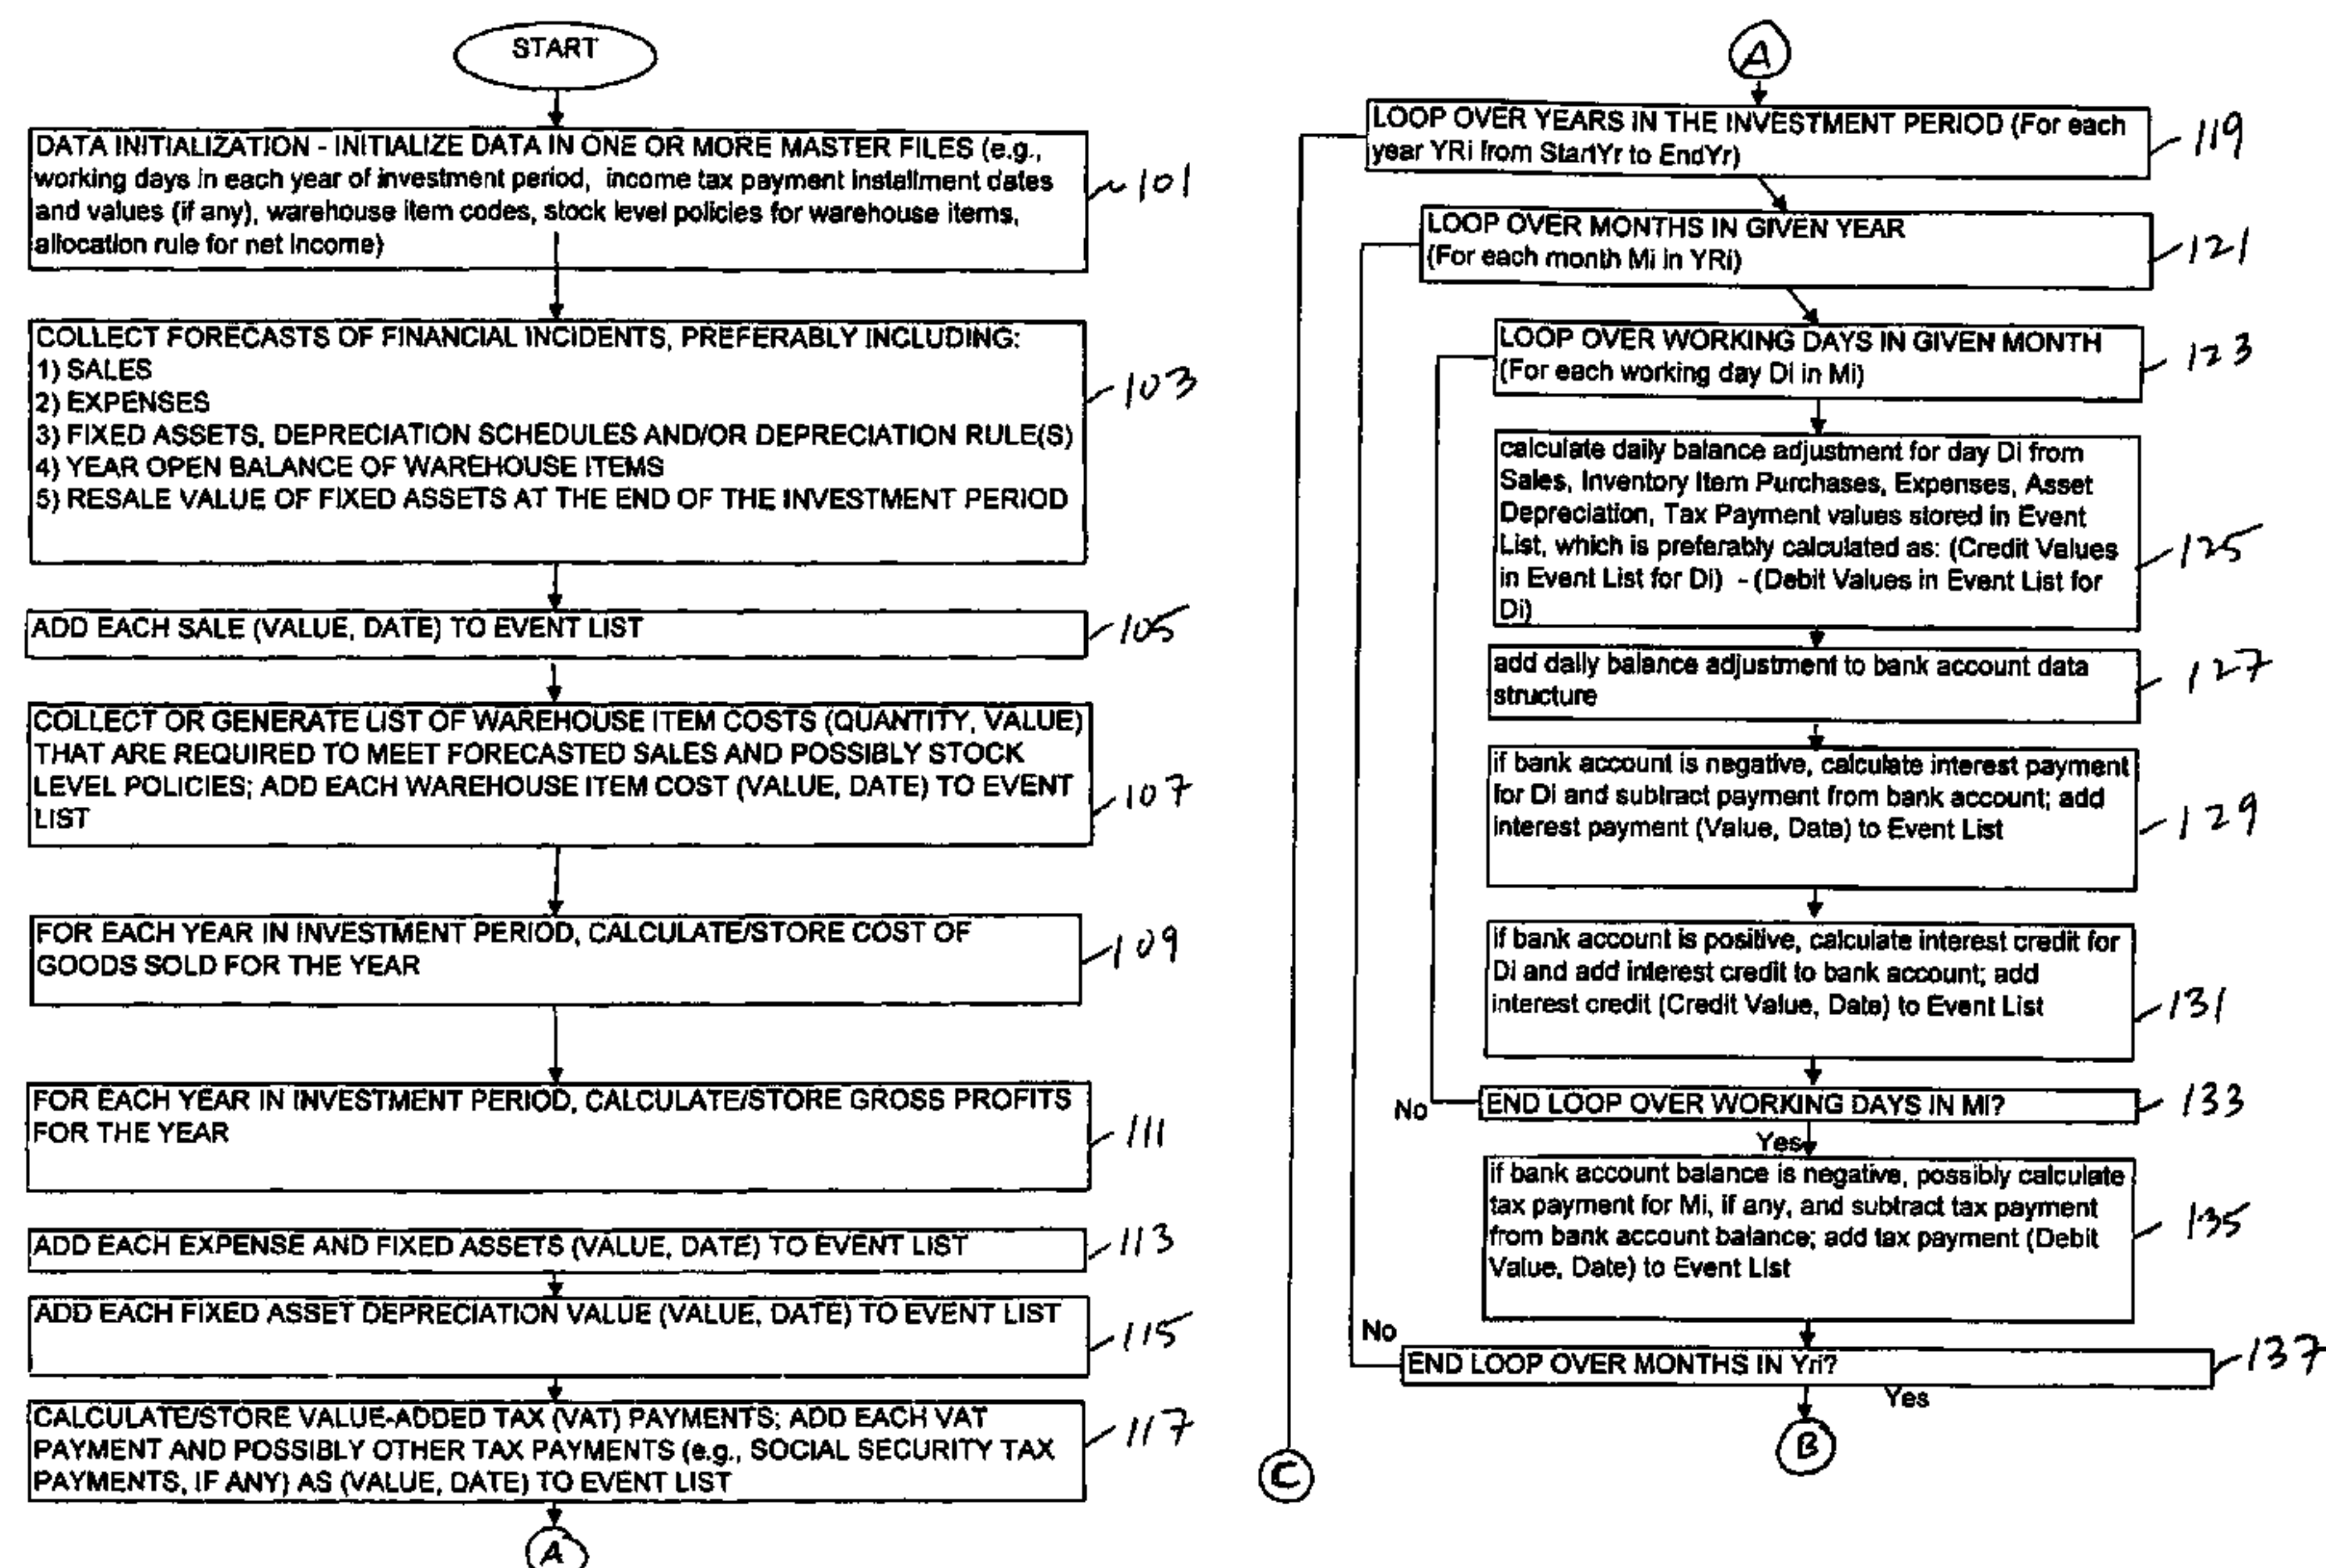 START
DATA INITIALIZATION - INITIALIZE DATA IN ONE OR MORE MASTER FILES (e.g.,
working days in each year of investment period, income tax payment installment dates
and values (if any), warehouse item codes, stock level policies for warehouse items,
allocation rule for net income)
101
COLLECT FORECASTS OF FINANCIAL INCIDENTS, PREFERABLY INCLUDING:
1) SALES
2) EXPENSES
3) FIXED ASSETS, DEPRECIATION SCHEDULES AND/OR DEPRECIATION RULE(S)
4) YEAR OPEN BALANCE OF WAREHOUSE ITEMS
5) RESALE VALUE OF FIXED ASSETS AT THE END OF THE INVESTMENT PERIOD
103
ADD EACH SALE (VALUE, DATE) TO EVENT LIST
105
COLLECT OR GENERATE LIST OF WAREHOUSE ITEM COSTS (QUANTITY, VALUE)
THAT ARE REQUIRED TO MEET FORECASTED SALES AND POSSIBLY STOCK
LEVEL POLICIES; ADD EACH WAREHOUSE ITEM COST (VALUE, DATE) TO EVENT
LIST
107
FOR EACH YEAR IN INVESTMENT PERIOD, CALCULATE/STORE COST OF
GOODS SOLD FOR THE YEAR
109
FOR EACH YEAR IN INVESTMENT PERIOD, CALCULATE/STORE GROSS PROFITS
FOR THE YEAR
111
ADD EACH EXPENSE AND FIXED ASSETS (VALUE, DATE) TO EVENT LIST
113
ADD EACH FIXED ASSET DEPRECIATION VALUE (VALUE, DATE) TO EVENT LIST
115
CALCULATE/STORE VALUE-ADDED TAX (VAT) PAYMENTS; ADD EACH VAT
PAYMENT AND POSSIBLY OTHER TAX PAYMENTS (e.g., SOCIAL SECURITY TAX
PAYMENTS, IF ANY) AS (VALUE, DATE) TO EVENT LIST
117
A
A
LOOP OVER YEARS IN THE INVESTMENT PERIOD (For each
year YRi from StartYr to EndYr)
119
LOOP OVER MONTHS IN GIVEN YEAR
(For each month Mi in YRi)
121
LOOP OVER WORKING DAYS IN GIVEN MONTH
(For each working day Di in Mi)
123
calculate daily balance adjustment for day Di from
Sales, Inventory Item Purchases, Expenses, Asset
Depreciation, Tax Payment values stored in Event
List, which is preferably calculated as: (Credit Values
in Event List for Di) - (Debit Values in Event List for
Di)
125
add daily balance adjustment to bank account data
structure
127
if bank account is negative, calculate interest payment
for Di and subtract payment from bank account; add
interest payment (Value, Date) to Event List
129
if bank account is positive, calculate interest credit for
Di and add interest credit to bank account; add
interest credit (Credit Value, Date) to Event List
131
No
END LOOP OVER WORKING DAYS IN MI?
133
Yes
if bank account balance is negative, possibly calculate
tax payment for Mi, if any, and subtract tax payment
from bank account balance; add tax payment (Debit
Value, Date) to Event List
135
No
END LOOP OVER MONTHS IN Yri?
137
Yes
B
C